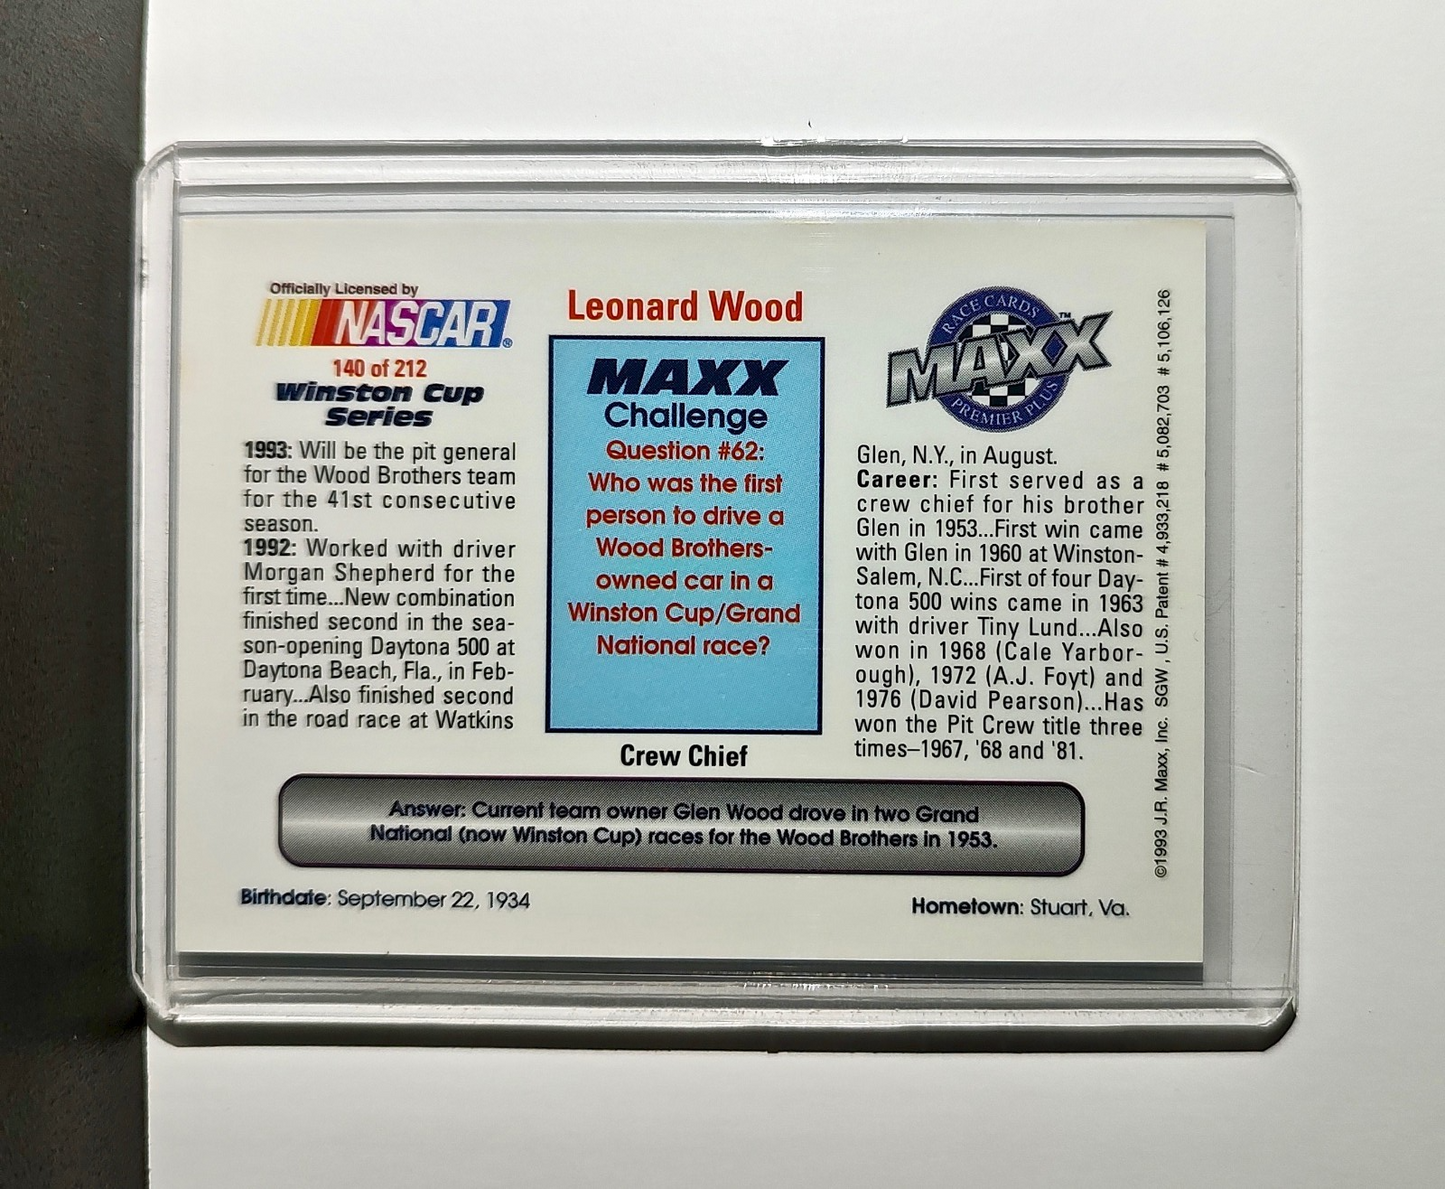 Officially Licensed by
NASCAR®
140 of 212
Winston Cup
Series
1993: Will be the pit general
for the Wood Brothers team
for the 41st consecutive
season.
1992: Worked with driver
Morgan Shepherd for the
first time...New combination
finished second in the sea-
son-opening Daytona 500 at
Daytona Beach, Fla., in Feb-
ruary...Also finished second
in the road race at Watkins
Leonard Wood
MAXX
Challenge
Question #62:
Who was the first
person to drive a
Wood Brothers-
owned car in a
Winston Cup/Grand
National race?
Crew Chief
RACE CARDS
MAXX™
PREMIER PLUS
Glen, N.Y., in August.
Career: First served as a
crew chief for his brother
Glen in 1953...First win came
with Glen in 1960 at Winston-
Salem, N.C...First of four Day-
tona 500 wins came in 1963
with driver Tiny Lund...Also
won in 1968 (Cale Yarbor-
ough), 1972 (A.J. Foyt) and
1976 (David Pearson)...Has
won the Pit Crew title three
times–1967, '68 and '81.
Answer: Current team owner Glen Wood drove in two Grand
National (now Winston Cup) races for the Wood Brothers in 1953.
Birthdate: September 22, 1934
Hometown: Stuart, Va.
©1993 J.R. Maxx, Inc. SGW, U.S. Patent # 4,933,218 # 5,082,703 # 5,106,126